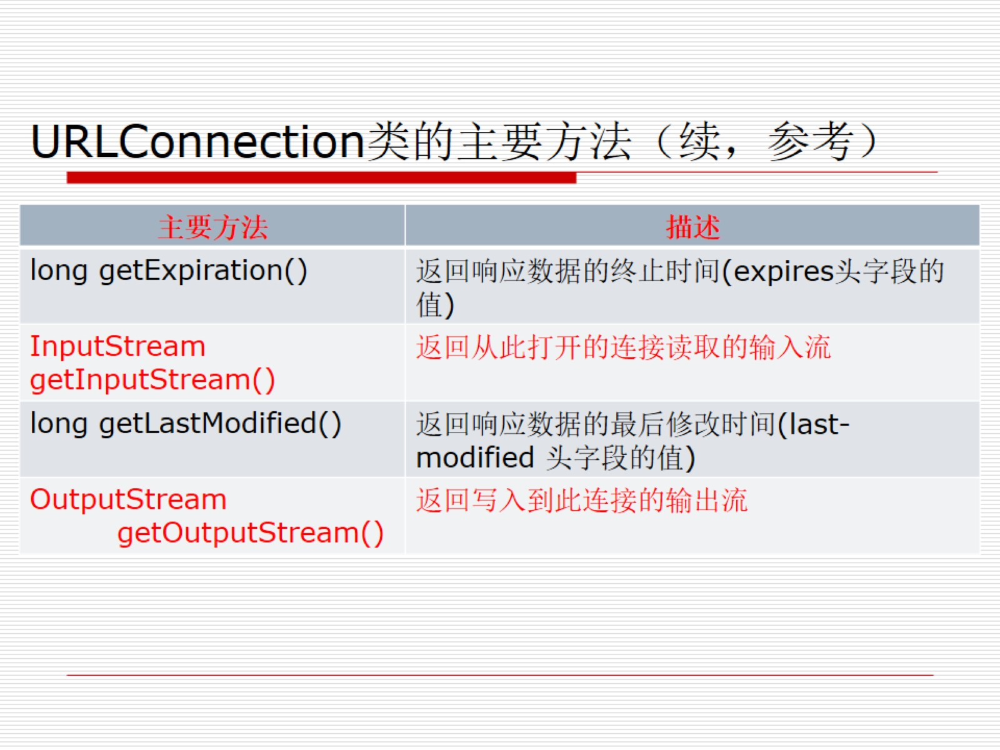 URLConnection类的主要方法（续，参考）
主要方法
描述
long getExpiration()
返回响应数据的终止时间(expires头字段的
值)
InputStream
getInputStream()
返回从此打开的连接读取的输入流
long getLastModified()
返回响应数据的最后修改时间(last-
modified 头字段的值)
OutputStream
getOutputStream()
返回写入到此连接的输出流